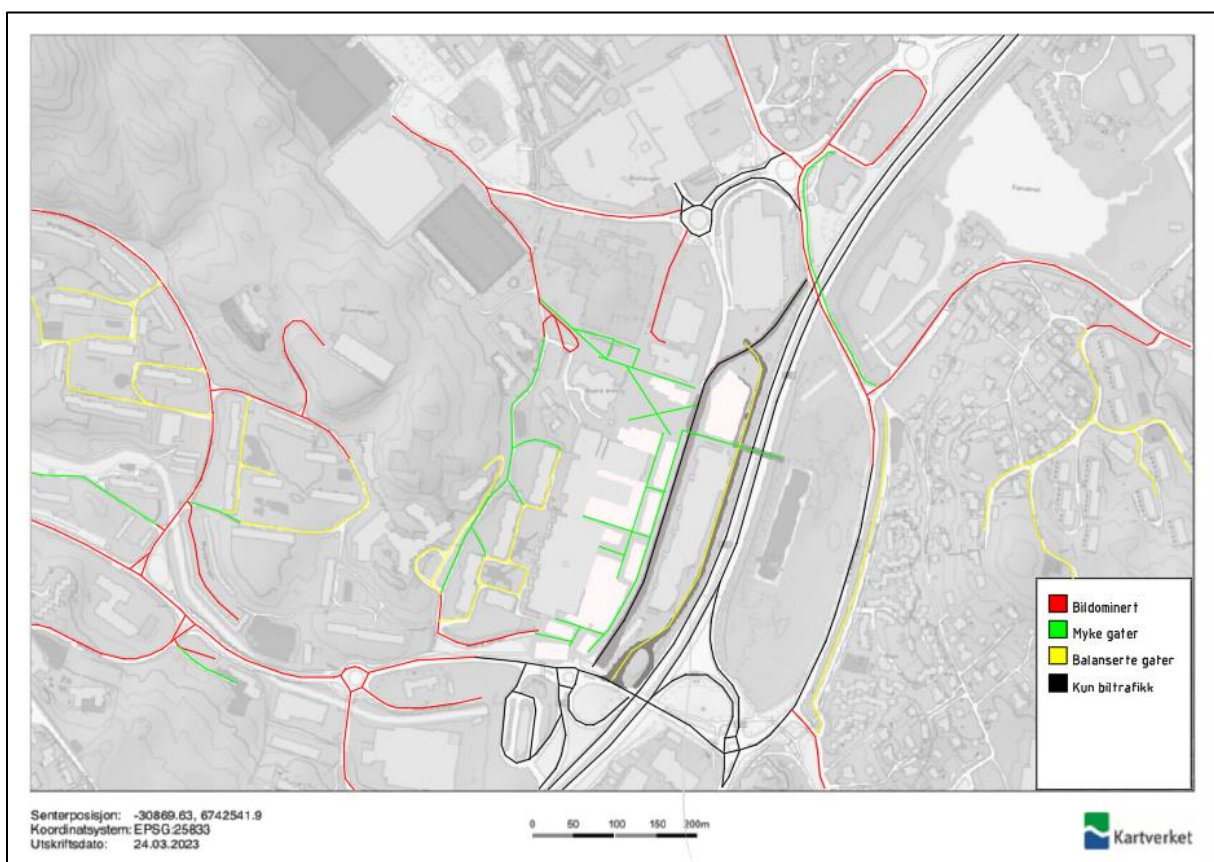 Bildominert
Myke gater
Balanserte gater
Kun biltrafikk
Senterposisjon: -30869.63, 6742541.9
Koordinatsystem: EPSG:25833
Utskriftsdato: 24.03.2023
0 50 100 150 200m
Kartverket